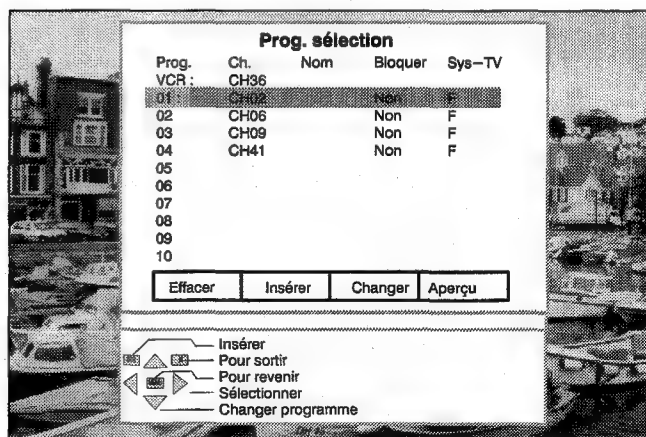 Prog. sélection
Prog. Ch. Nom Bloquer Sys-TV
VCR : CH36
01 : CH02 Non F
02 CH06 Non F
03 CH09 Non F
04 CH41 Non F
05
06
07
08
09
10
Effacer Insérer Changer Aperçu
Insérer
Pour sortir
Pour revenir
Sélectionner
Changer programme